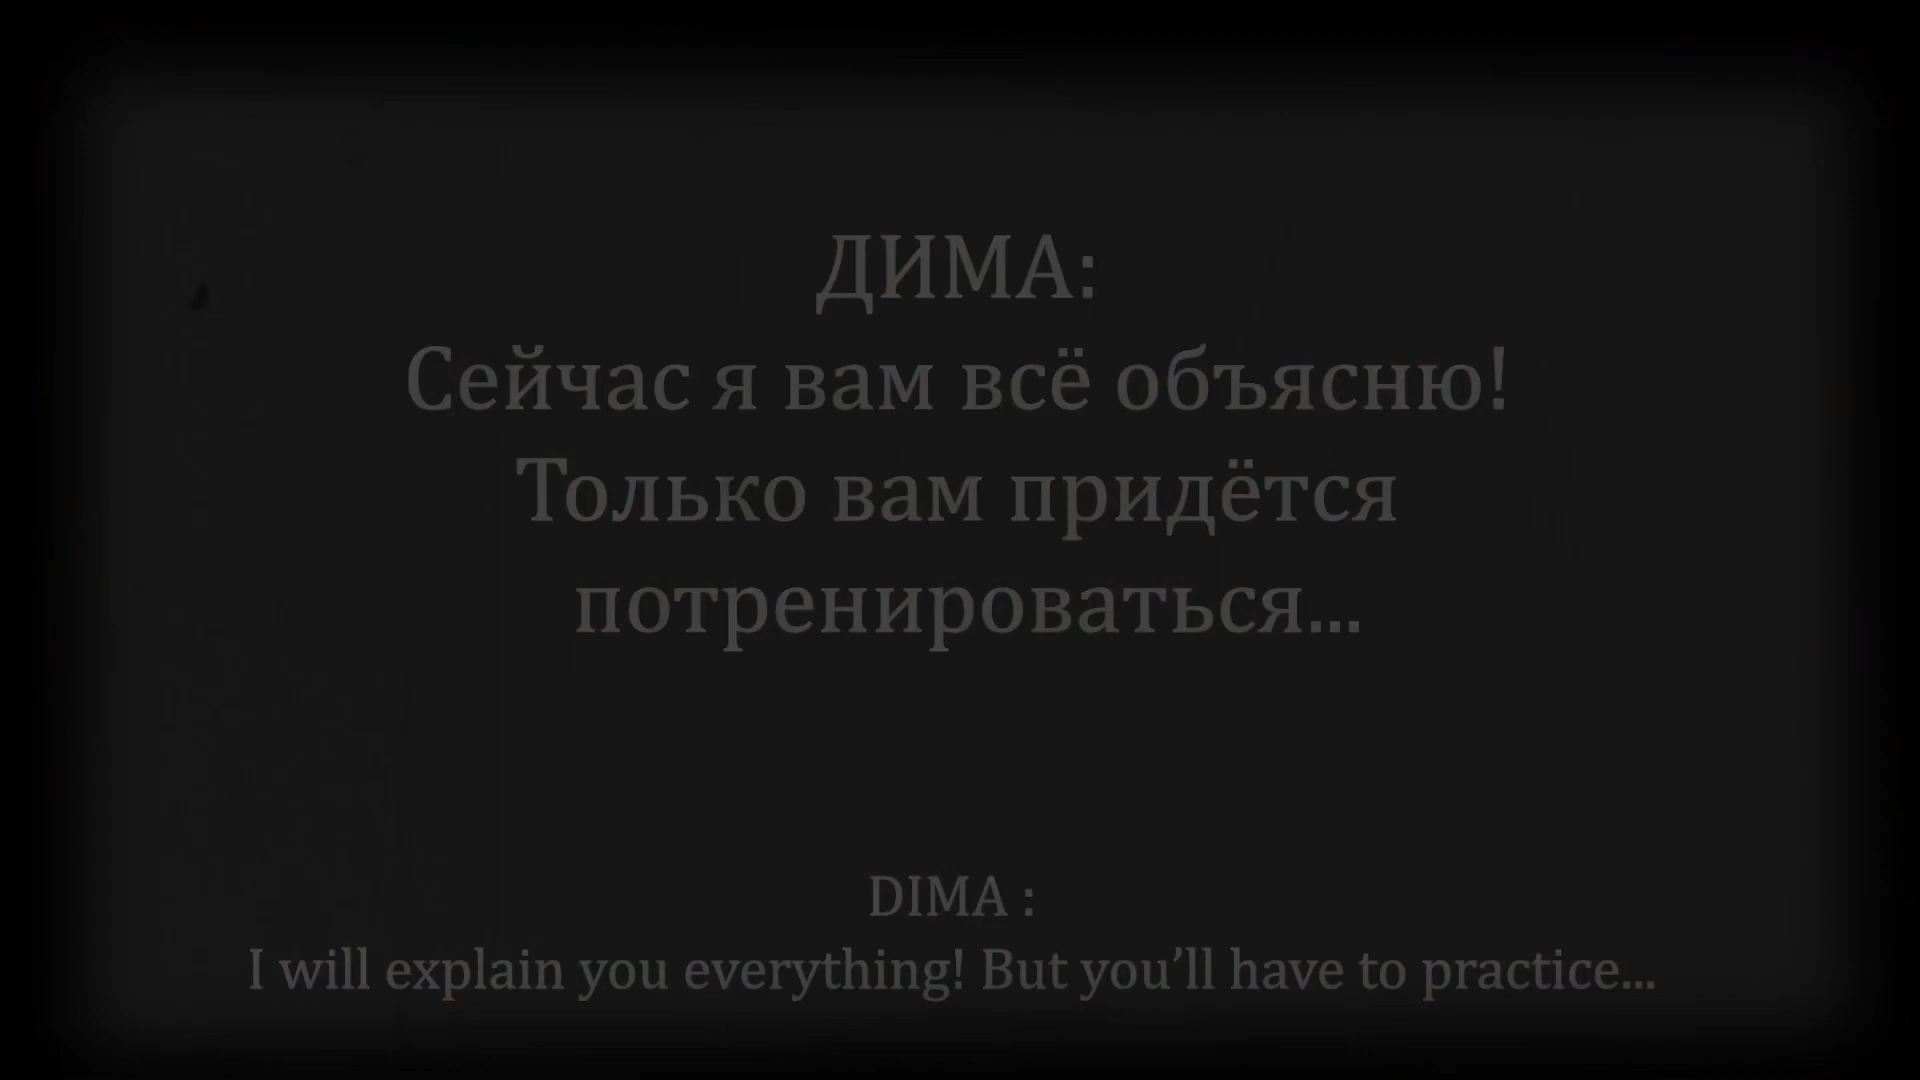 ДИМА:
Сейчас я вам всё объясню!
Только вам придётся
потренироваться...
DIMA :
I will explain you everything! But you’ll have to practice...